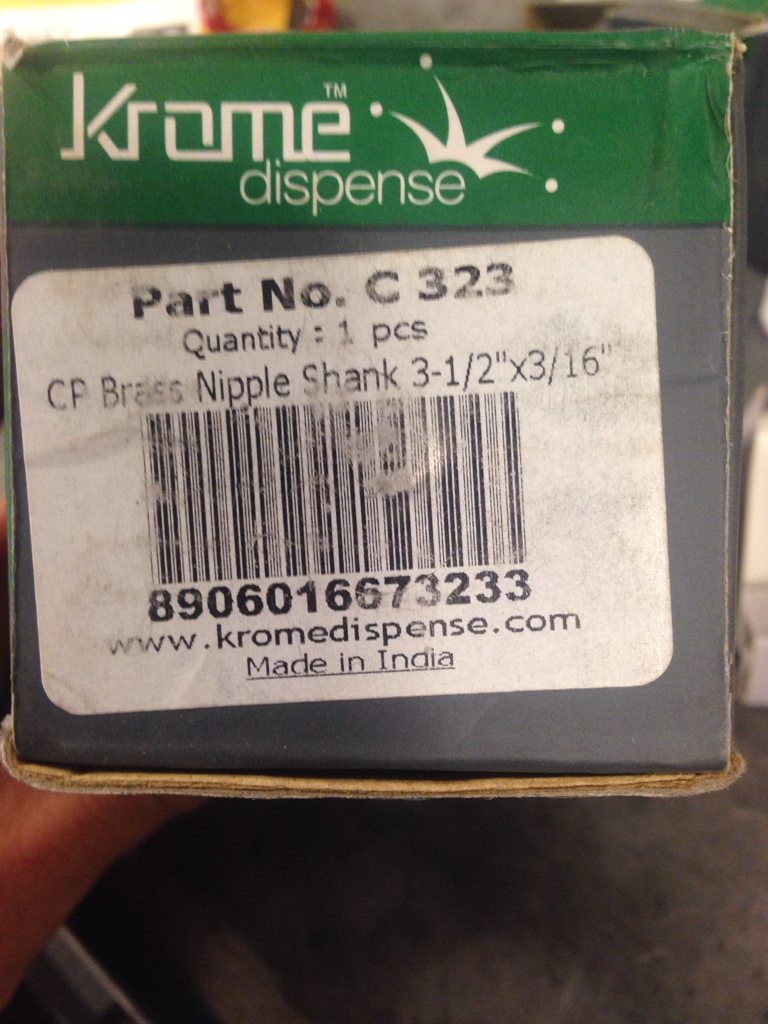 Krome™
dispense
Part No. C 323
Quantity : 1 pcs
CP Brass Nipple Shank 3-1/2"x3/16"
8906016673233
www.kromedispense.com
Made in India